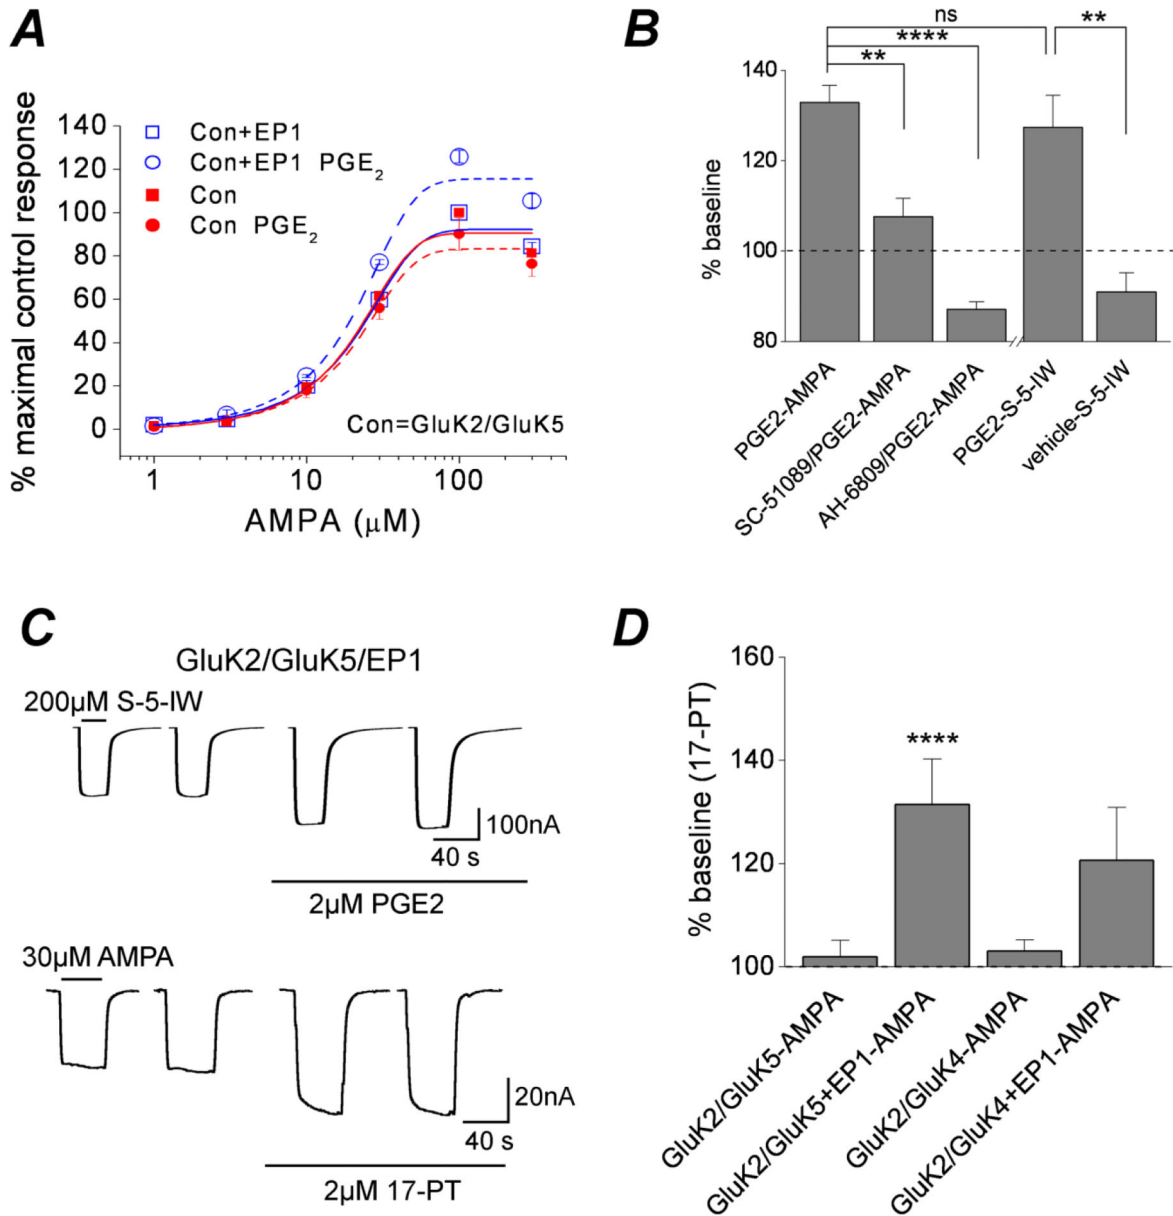 A
% maximal control response
140
120
100
80
60
40
20
0
Con+EP1
Con+EP1 PGE₂
Con
Con PGE₂
Con=GluK2/GluK5
1 10 100
AMPA (μM)
B
ns
**
****
**
% baseline
140
120
100
80
PGE2-AMPA
SC-51089/PGE2-AMPA
AH-6809/PGE2-AMPA
PGE2-S-5-IW
vehicle-S-5-IW
C
GluK2/GluK5/EP1
200μM S-5-IW
100nA
40 s
2μM PGE2
30μM AMPA
20nA
40 s
2μM 17-PT
D
% baseline (17-PT)
160
140
120
100
****
GluK2/GluK5-AMPA
GluK2/GluK5+EP1-AMPA
GluK2/GluK4-AMPA
GluK2/GluK4+EP1-AMPA